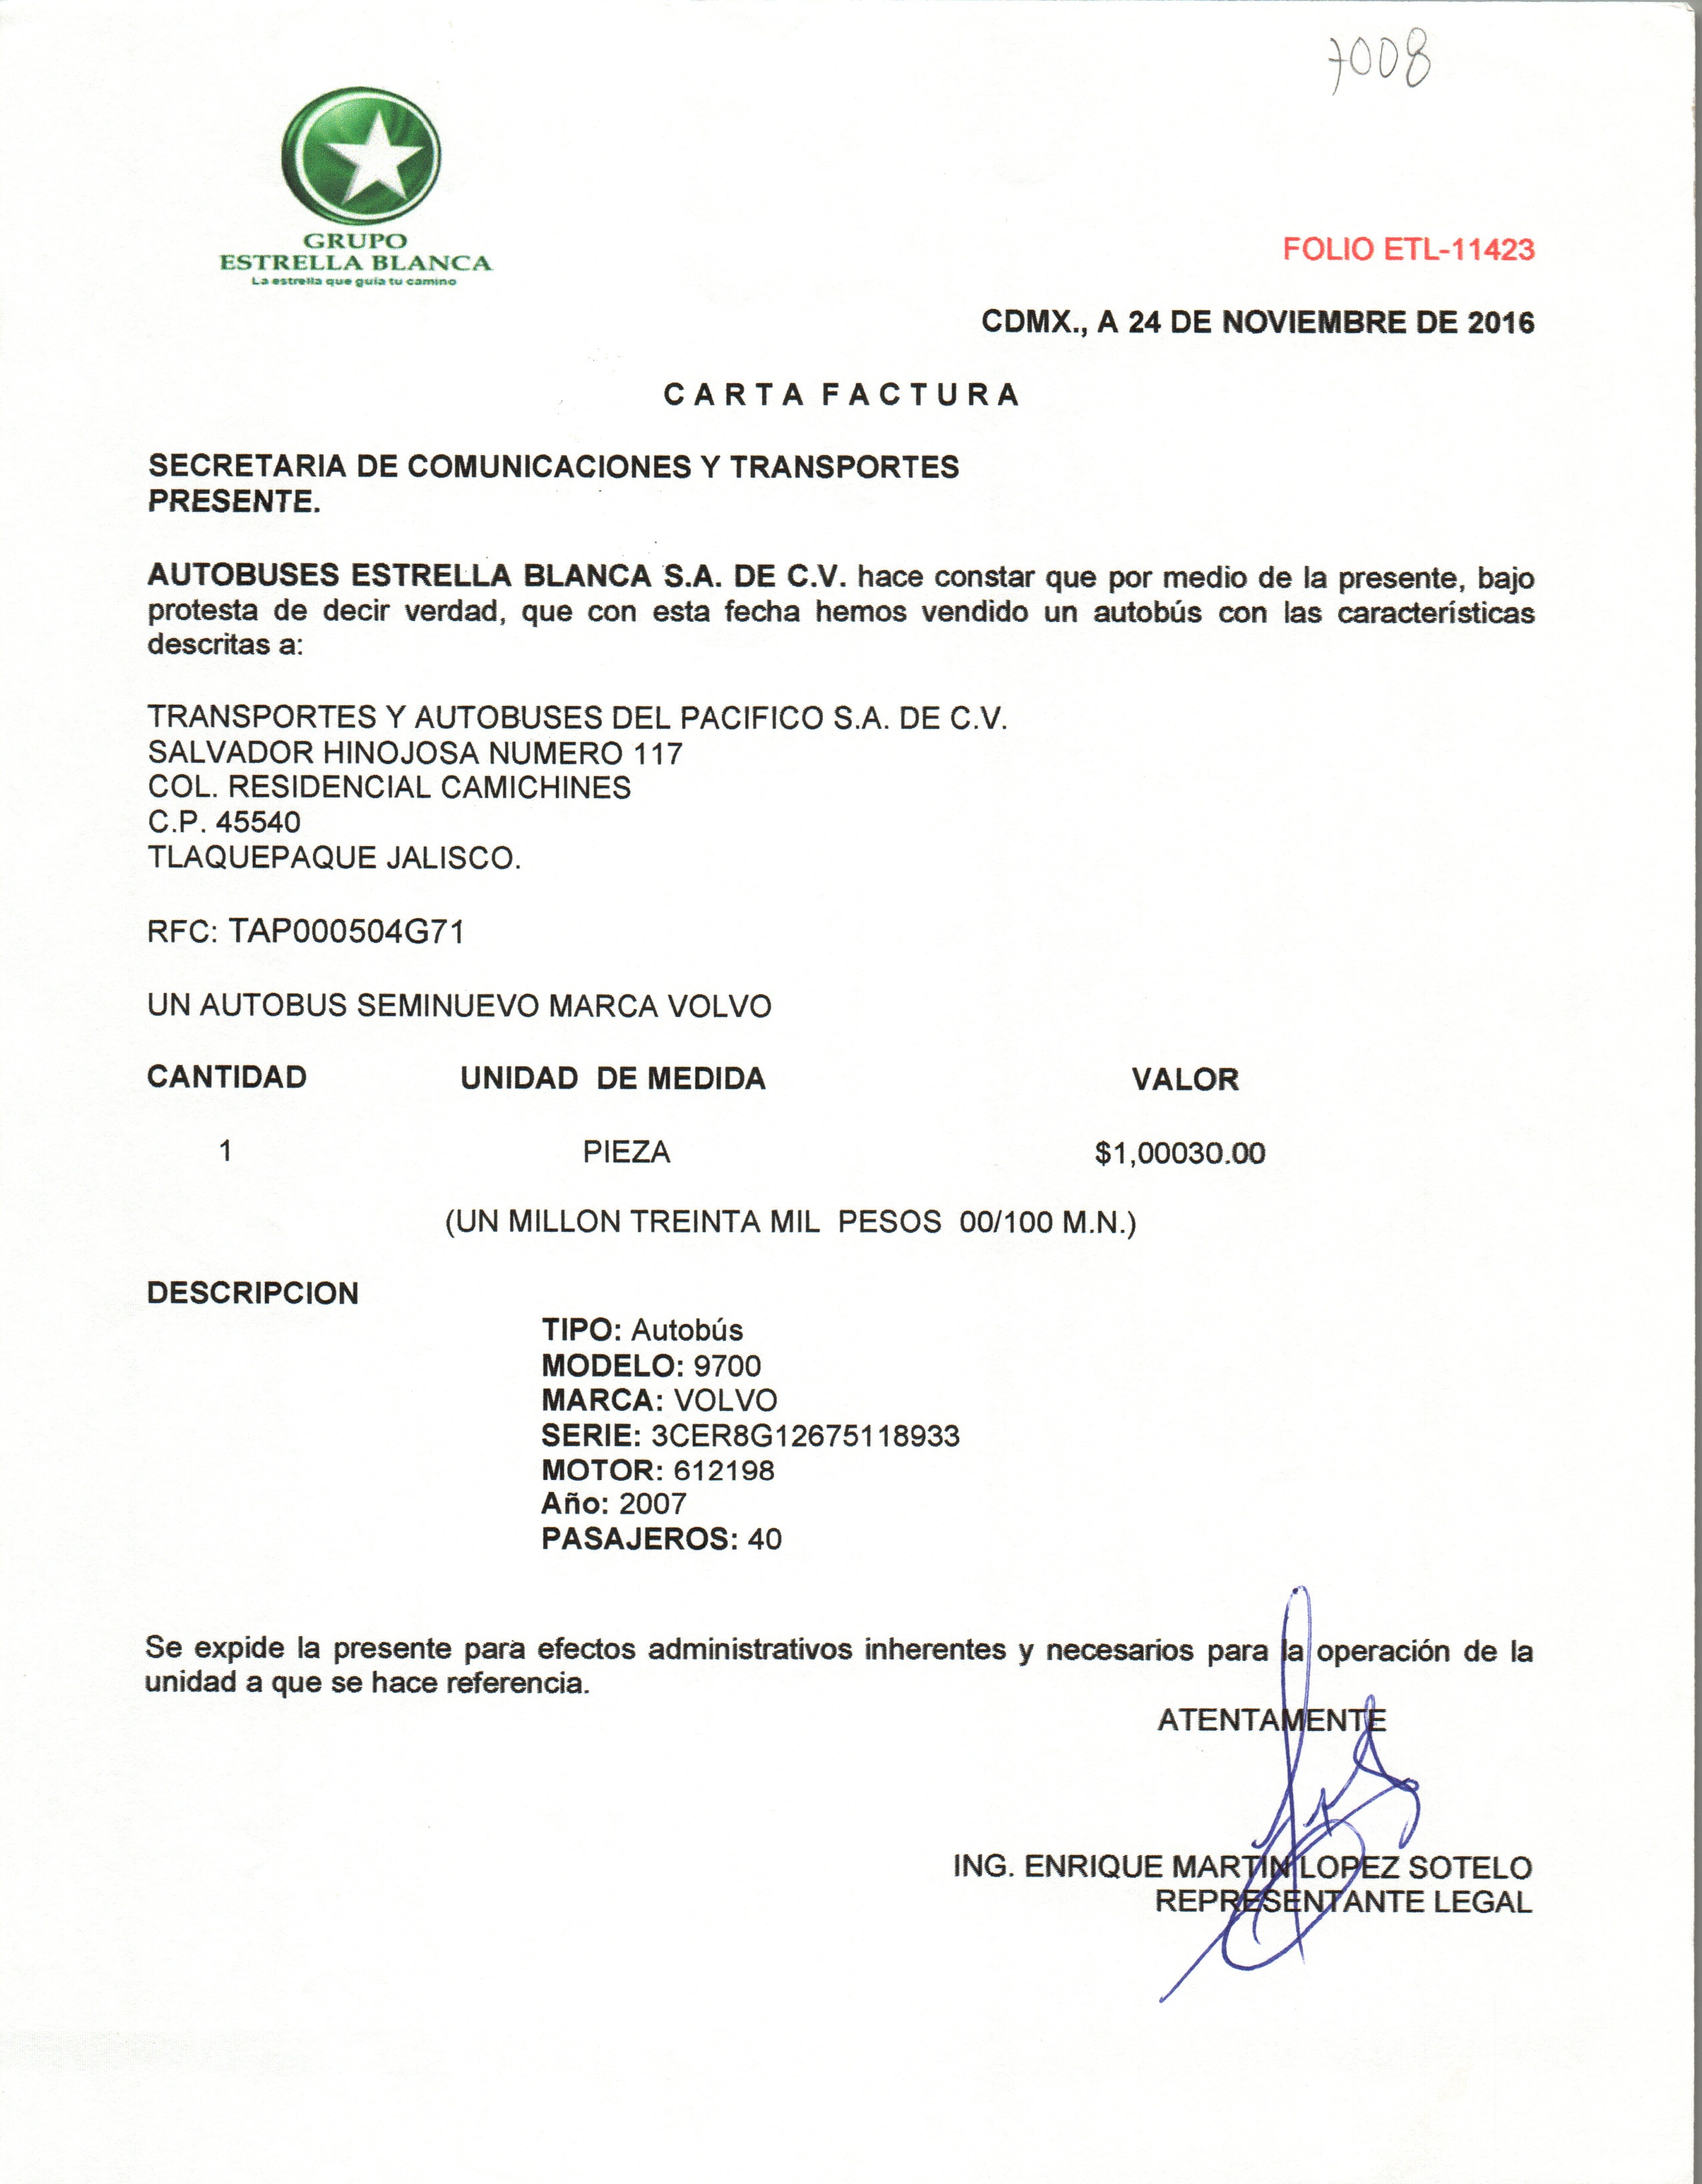 7008
GRUPO
ESTRELLA BLANCA
La estrella que guía tu camino
FOLIO ETL-11423
CDMX., A 24 DE NOVIEMBRE DE 2016
C A R T A  F A C T U R A
SECRETARIA DE COMUNICACIONES Y TRANSPORTES
PRESENTE.
AUTOBUSES ESTRELLA BLANCA S.A. DE C.V. hace constar que por medio de la presente, bajo
protesta de decir verdad, que con esta fecha hemos vendido un autobús con las características
descritas a:
TRANSPORTES Y AUTOBUSES DEL PACIFICO S.A. DE C.V.
SALVADOR HINOJOSA NUMERO 117
COL. RESIDENCIAL CAMICHINES
C.P. 45540
TLAQUEPAQUE JALISCO.
RFC: TAP000504G71
UN AUTOBUS SEMINUEVO MARCA VOLVO
CANTIDAD UNIDAD DE MEDIDA VALOR
1 PIEZA $1,00030.00
(UN MILLON TREINTA MIL PESOS 00/100 M.N.)
DESCRIPCION
TIPO: Autobús
MODELO: 9700
MARCA: VOLVO
SERIE: 3CER8G12675118933
MOTOR: 612198
Año: 2007
PASAJEROS: 40
Se expide la presente para efectos administrativos inherentes y necesarios para la operación de la
unidad a que se hace referencia.
ATENTAMENTE
ING. ENRIQUE MARTIN LOPEZ SOTELO
REPRESENTANTE LEGAL